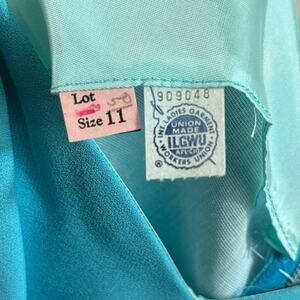 Lot
Size 11
909048
INT. LADIES GARMENT
UNION
MADE
ILGWU
AFL-CIO
WORKERS UNION
®